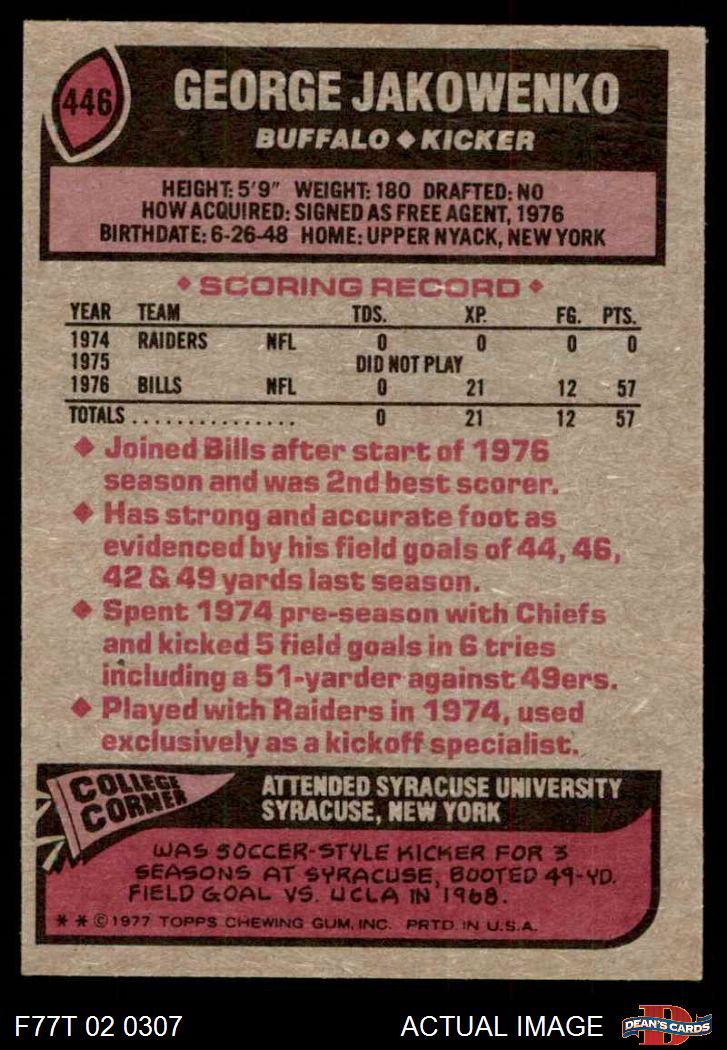 446
GEORGE JAKOWENKO
BUFFALO ◆ KICKER
HEIGHT: 5'9" WEIGHT: 180 DRAFTED: NO
HOW ACQUIRED: SIGNED AS FREE AGENT, 1976
BIRTHDATE: 6-26-48 HOME: UPPER NYACK, NEW YORK
◆ SCORING RECORD ◆
YEAR TEAM TDS. XP. FG. PTS.
1974 RAIDERS NFL 0 0 0 0
1975 DID NOT PLAY
1976 BILLS NFL 0 21 12 57
TOTALS ............... 0 21 12 57
◆ Joined Bills after start of 1976
season and was 2nd best scorer.
◆ Has strong and accurate foot as
evidenced by his field goals of 44, 46,
42 & 49 yards last season.
◆ Spent 1974 pre-season with Chiefs
and kicked 5 field goals in 6 tries
including a 51-yarder against 49ers.
◆ Played with Raiders in 1974, used
exclusively as a kickoff specialist.
COLLEGE
CORNER
ATTENDED SYRACUSE UNIVERSITY
SYRACUSE, NEW YORK
WAS SOCCER-STYLE KICKER FOR 3
SEASONS AT SYRACUSE, BOOTED 49-YD.
FIELD GOAL VS. UCLA IN 1968.
* * © 1977 TOPPS CHEWING GUM, INC. PRTD. IN U.S.A.
F77T 02 0307
ACTUAL IMAGE
D
DEAN'S CARDS